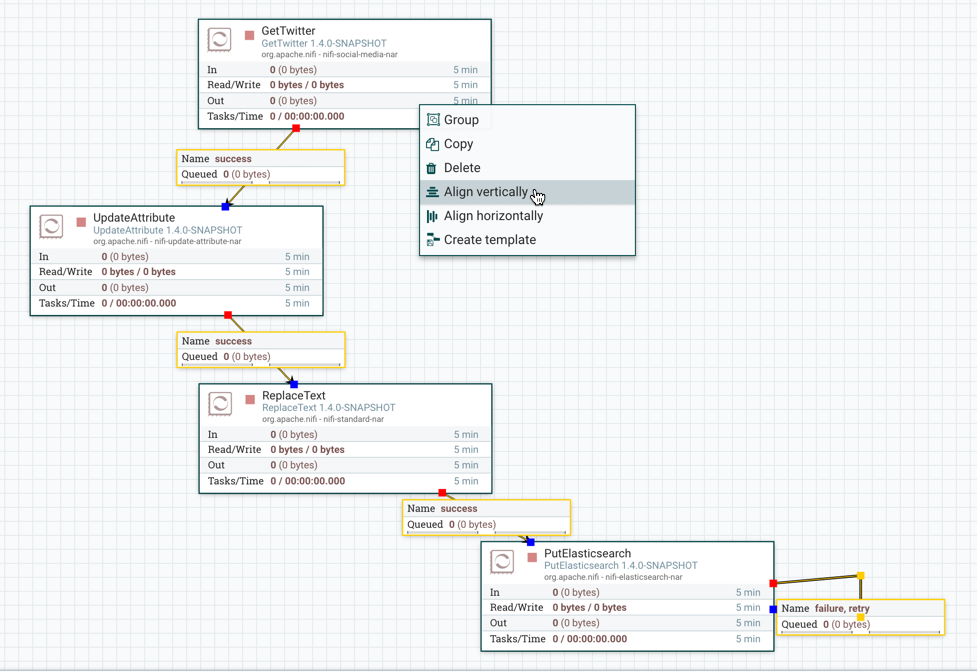 GetTwitter
GetTwitter 1.4.0-SNAPSHOT
org.apache.nifi - nifi-social-media-nar
In 0 (0 bytes) 5 min
Read/Write 0 bytes / 0 bytes 5 min
Out 0 (0 bytes) 5 min
Tasks/Time 0 / 00:00:00.000
Group
Copy
Delete
Align vertically
Align horizontally
Create template
Name success
Queued 0 (0 bytes)
UpdateAttribute
UpdateAttribute 1.4.0-SNAPSHOT
org.apache.nifi - nifi-update-attribute-nar
In 0 (0 bytes) 5 min
Read/Write 0 bytes / 0 bytes 5 min
Out 0 (0 bytes) 5 min
Tasks/Time 0 / 00:00:00.000 5 min
Name success
Queued 0 (0 bytes)
ReplaceText
ReplaceText 1.4.0-SNAPSHOT
org.apache.nifi - nifi-standard-nar
In 0 (0 bytes) 5 min
Read/Write 0 bytes / 0 bytes 5 min
Out 0 (0 bytes) 5 min
Tasks/Time 0 / 00:00:00.000 5 min
Name success
Queued 0 (0 bytes)
PutElasticsearch
PutElasticsearch 1.4.0-SNAPSHOT
org.apache.nifi - nifi-elasticsearch-nar
In 0 (0 bytes) 5 min
Read/Write 0 bytes / 0 bytes 5 min
Out 0 (0 bytes) 5 min
Tasks/Time 0 / 00:00:00.000 5 min
Name failure, retry
Queued 0 (0 bytes)